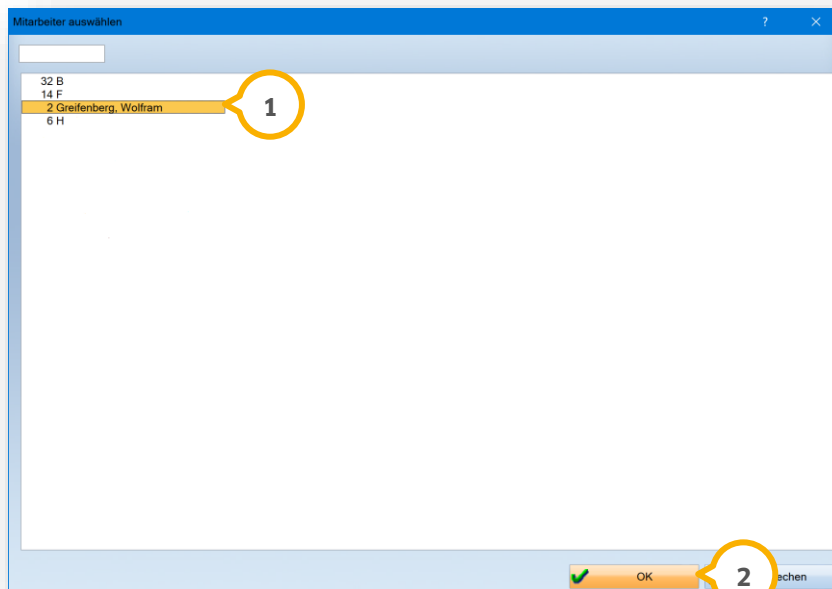 Mitarbeiter auswählen ?
32 B
14 F
2 Greifenberg, Wolfram
6 H
1
OK
2
echen